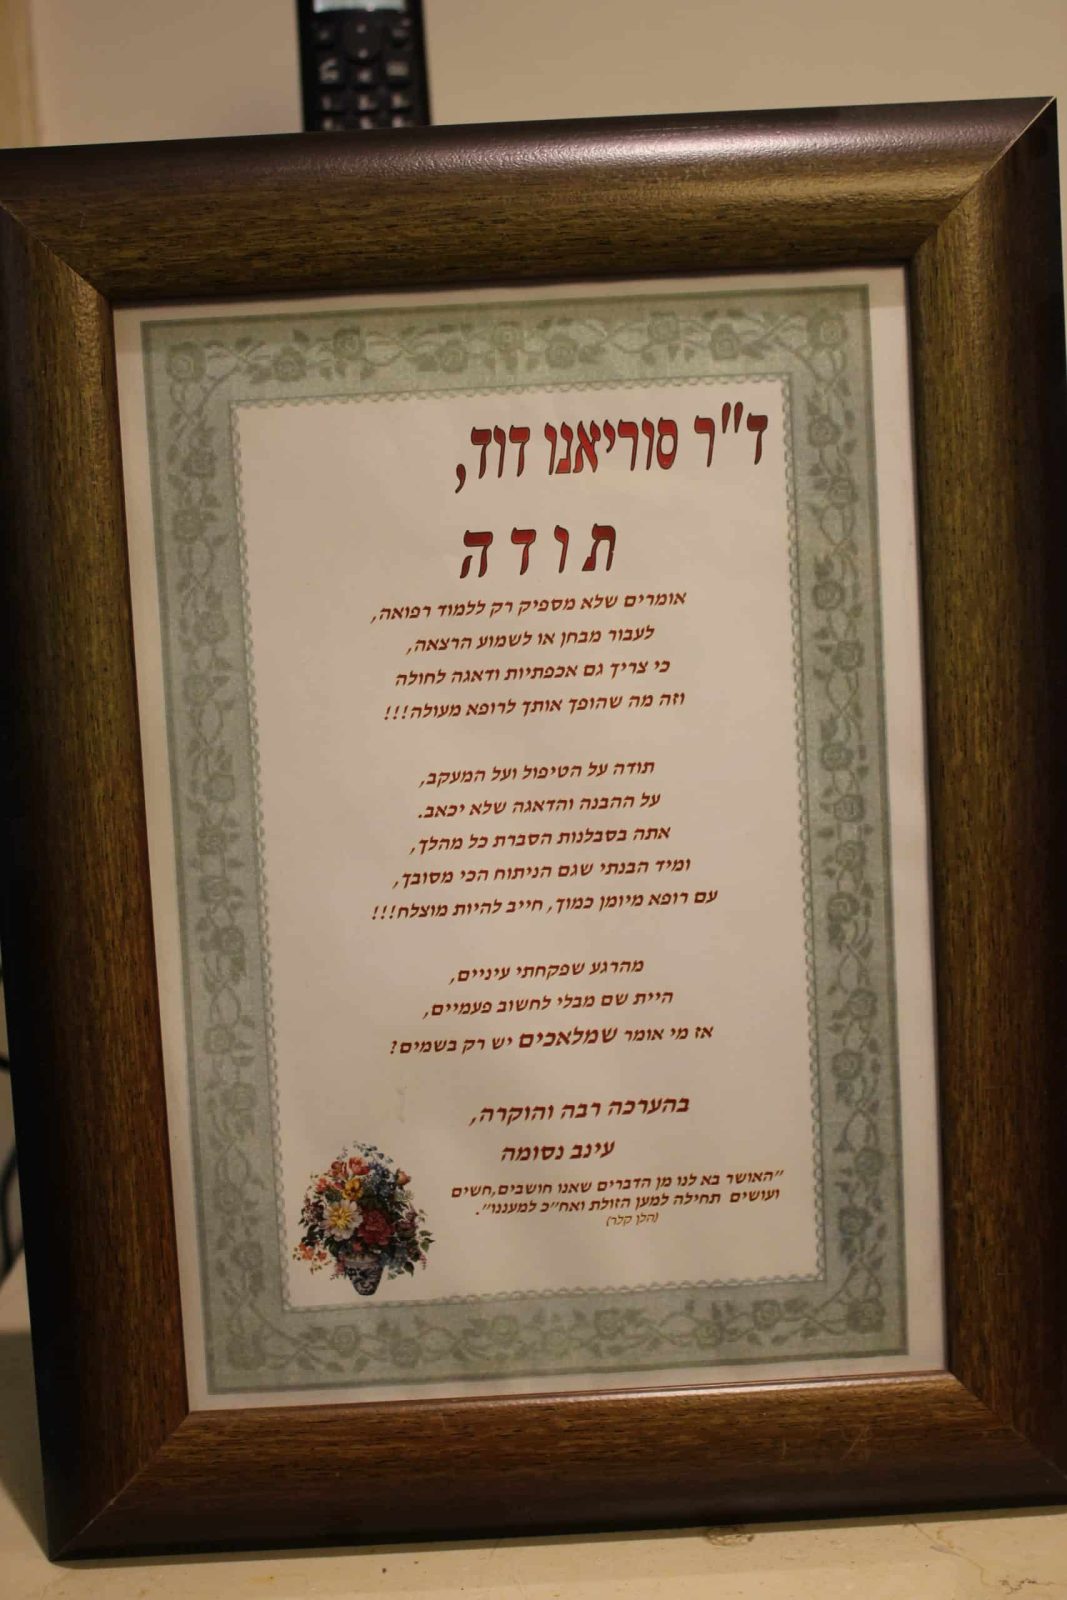 ד"ר סוריאנו דוד,
תודה
אומרים שלא מספיק רק ללמוד רפואה,
לעבור מבחן או לשמוע הרצאה,
כי צריך גם אכפתיות ודאגה לחולה
וזה מה שהופך אותך לרופא מעולה!!!
תודה על הטיפול ועל המעקב,
על ההבנה והדאגה שלא יכאב.
אתה בסבלנות הסברת כל מהלך,
ומיד הבנתי שגם הניתוח הכי מסובך,
עם רופא מיומן כמוך, חייב להיות מוצלח!!!
מהרגע שפקחתי עיניים,
היית שם מבלי לחשוב פעמיים,
אז מי אומר שמלאכים יש רק בשמים?
בהערכה רבה והוקרה,
עינב נסומה
"האושר בא לנו מן הדברים שאנו חושבים,חשים
ועושים תחילה למען הזולת ואח"כ למעננו".
(הלן קלר)